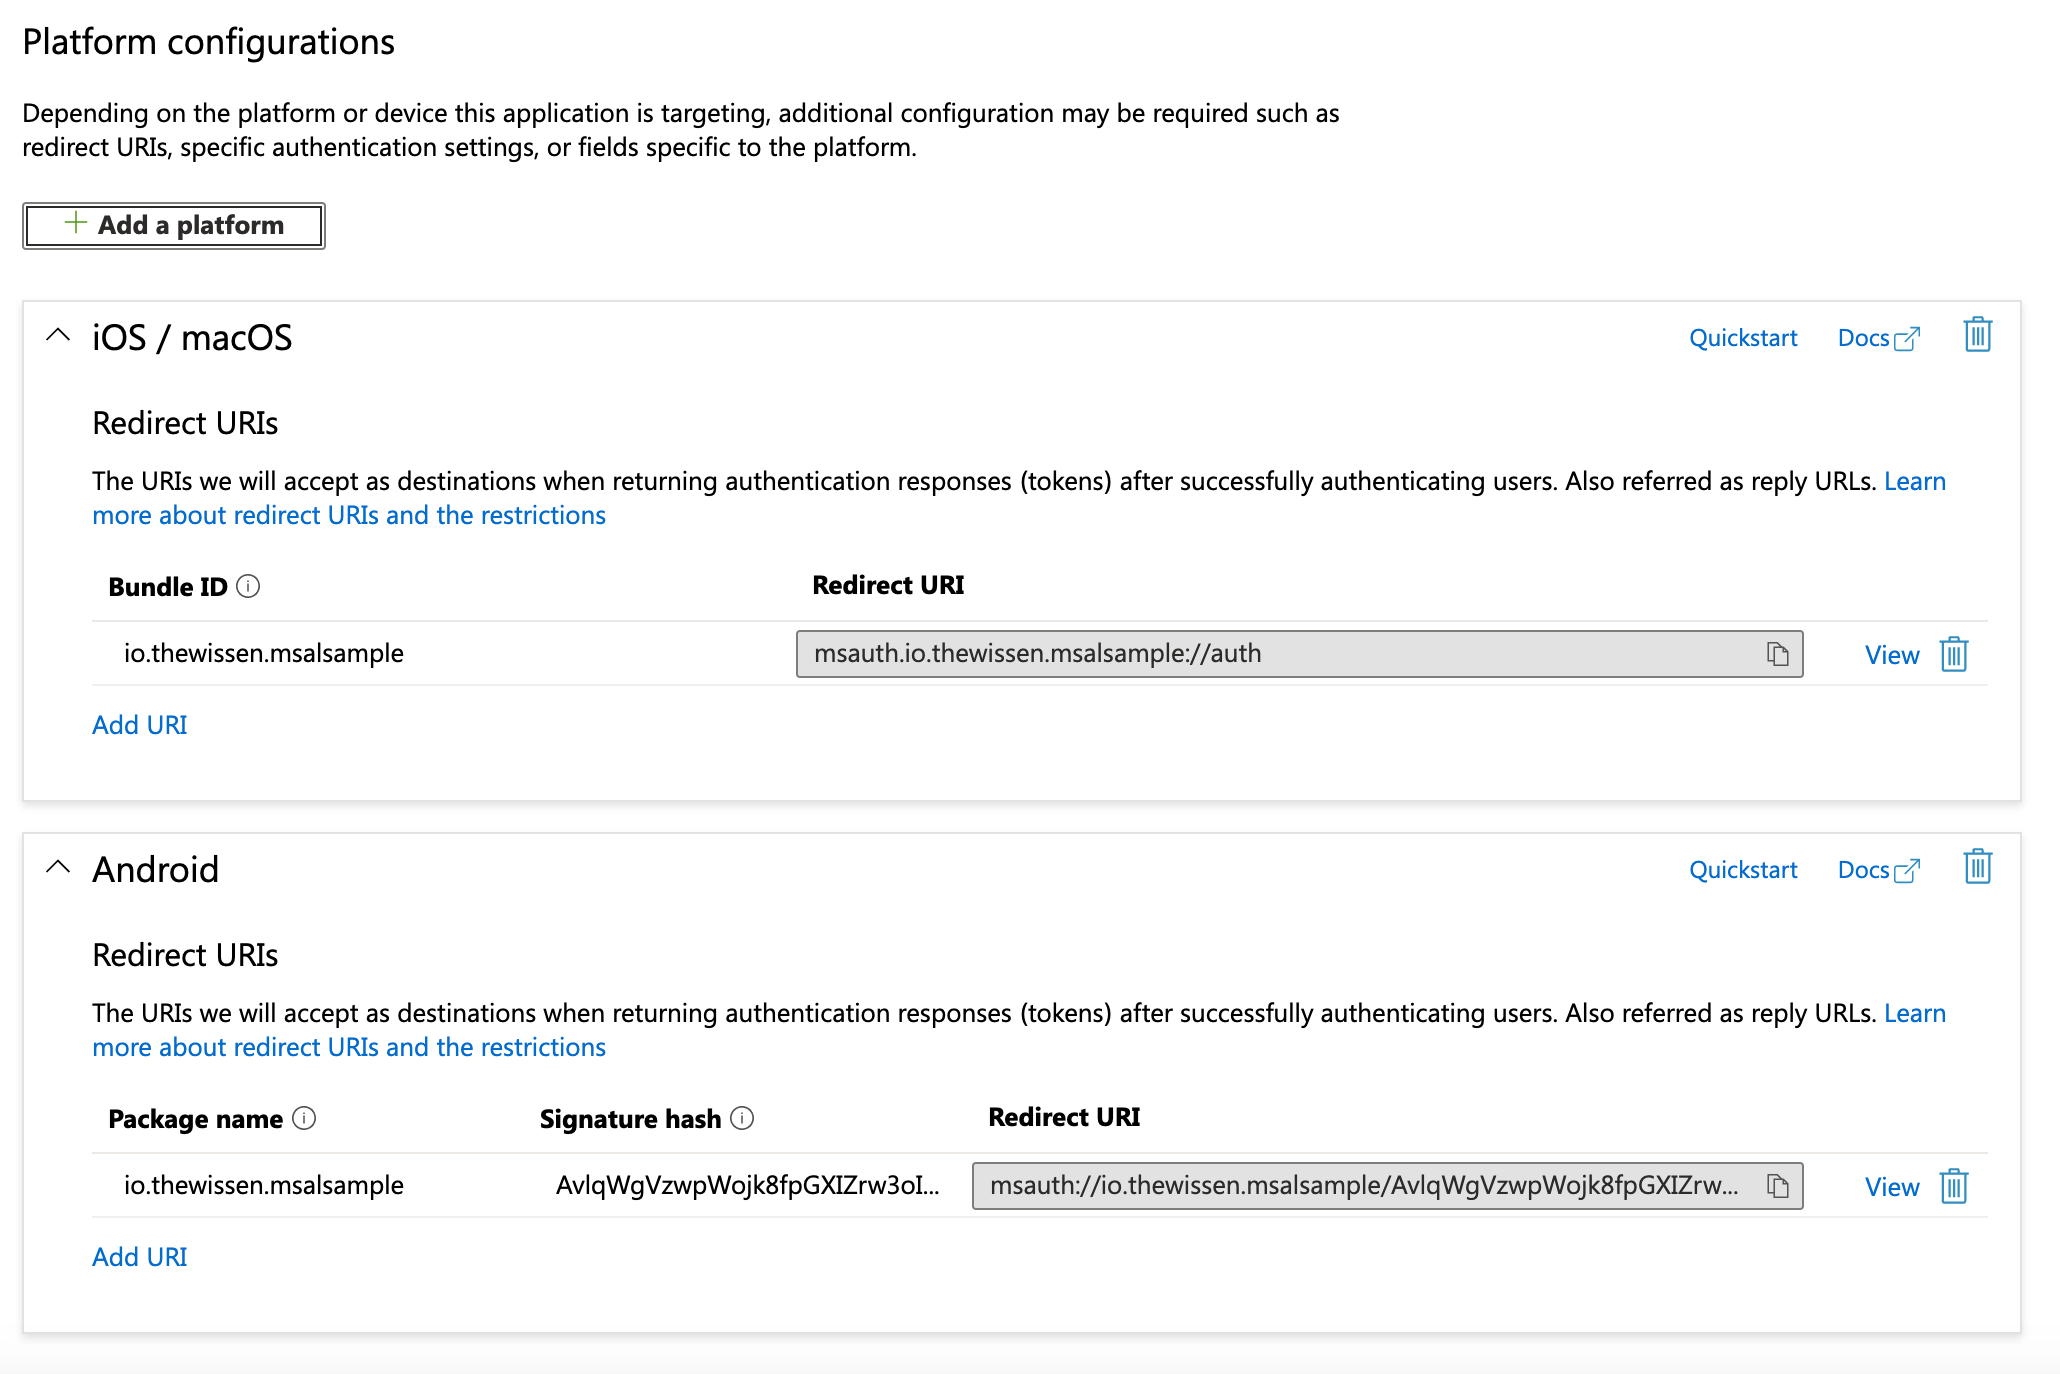 Platform configurations
Depending on the platform or device this application is targeting, additional configuration may be required such as
redirect URIs, specific authentication settings, or fields specific to the platform.
Add a platform
iOS / macOS
Quickstart
Docs
Redirect URIs
The URIs we will accept as destinations when returning authentication responses (tokens) after successfully authenticating users. Also referred as reply URLs. Learn
more about redirect URIs and the restrictions
Bundle ID
Redirect URI
io.thewissen.msalsample
msauth.io.thewissen.msalsample://auth
View
Add URI
Android
Quickstart
Docs
Redirect URIs
The URIs we will accept as destinations when returning authentication responses (tokens) after successfully authenticating users. Also referred as reply URLs. Learn
more about redirect URIs and the restrictions
Package name
Signature hash
Redirect URI
io.thewissen.msalsample
AvlqWgVzwpWojk8fpGXIZrw3oI...
msauth://io.thewissen.msalsample/AvlqWgVzwpWojk8fpGXIZrw...
View
Add URI